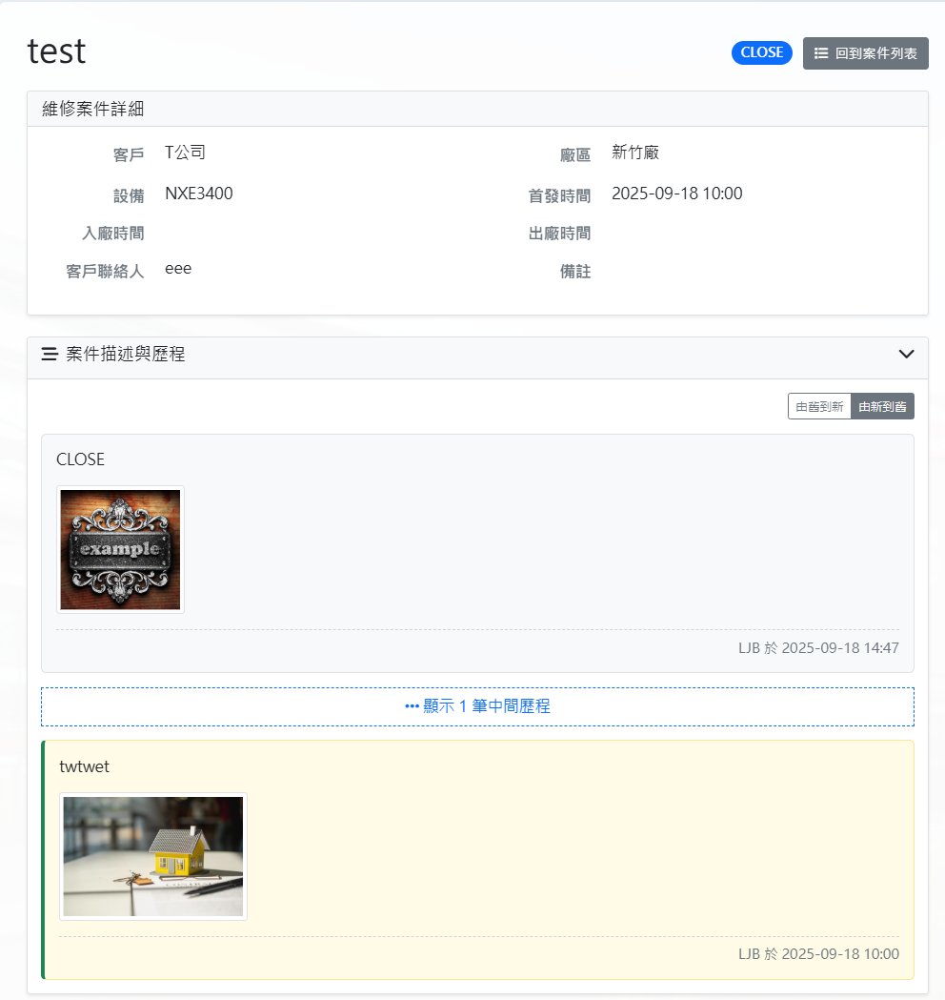 test
CLOSE
回到案件列表
維修案件詳細
客戶 T公司 廠區 新竹廠
設備 NXE3400 首發時間 2025-09-18 10:00
入廠時間 出廠時間
客戶聯絡人 eee 備註
案件描述與歷程
由舊到新 由新到舊
CLOSE
example
LJB 於 2025-09-18 14:47
••• 顯示 1 筆中間歷程
twtwet
LJB 於 2025-09-18 10:00